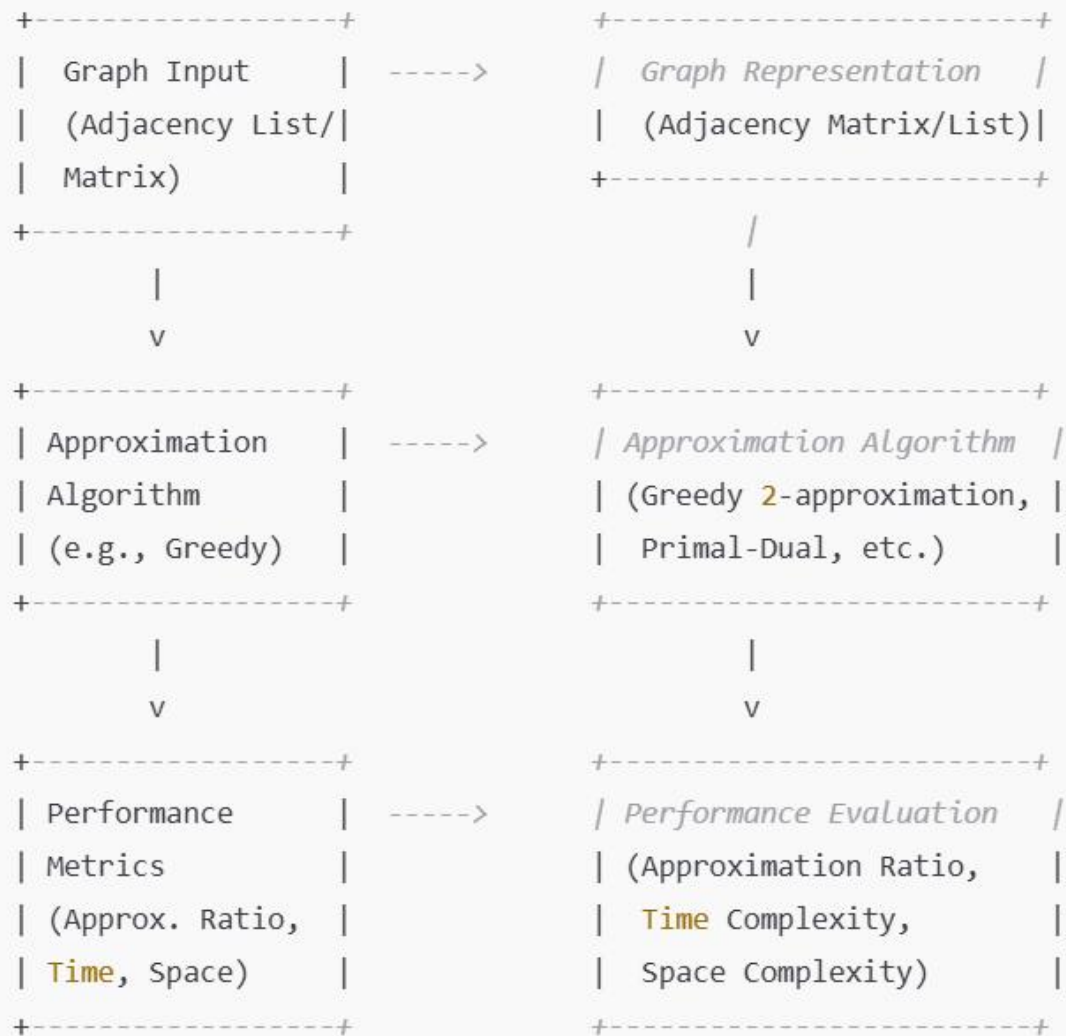 +------------------+              +-------------------------+
|  Graph Input     |  ----->      |  Graph Representation   |
|  (Adjacency List/|              |  (Adjacency Matrix/List)|
|  Matrix)         |              +-------------------------+
+------------------+                       |
        |                                  |
        v                                  v
+------------------+              +-------------------------+
| Approximation    |  ----->      | Approximation Algorithm  |
| Algorithm        |              | (Greedy 2-approximation, |
| (e.g., Greedy)   |              |  Primal-Dual, etc.)      |
+------------------+              +-------------------------+
        |                                  |
        v                                  v
+------------------+              +-------------------------+
| Performance      |  ----->      | Performance Evaluation   |
| Metrics          |              | (Approximation Ratio,    |
| (Approx. Ratio,  |              |  Time Complexity,        |
| Time, Space)     |              |  Space Complexity)       |
+------------------+              +-------------------------+